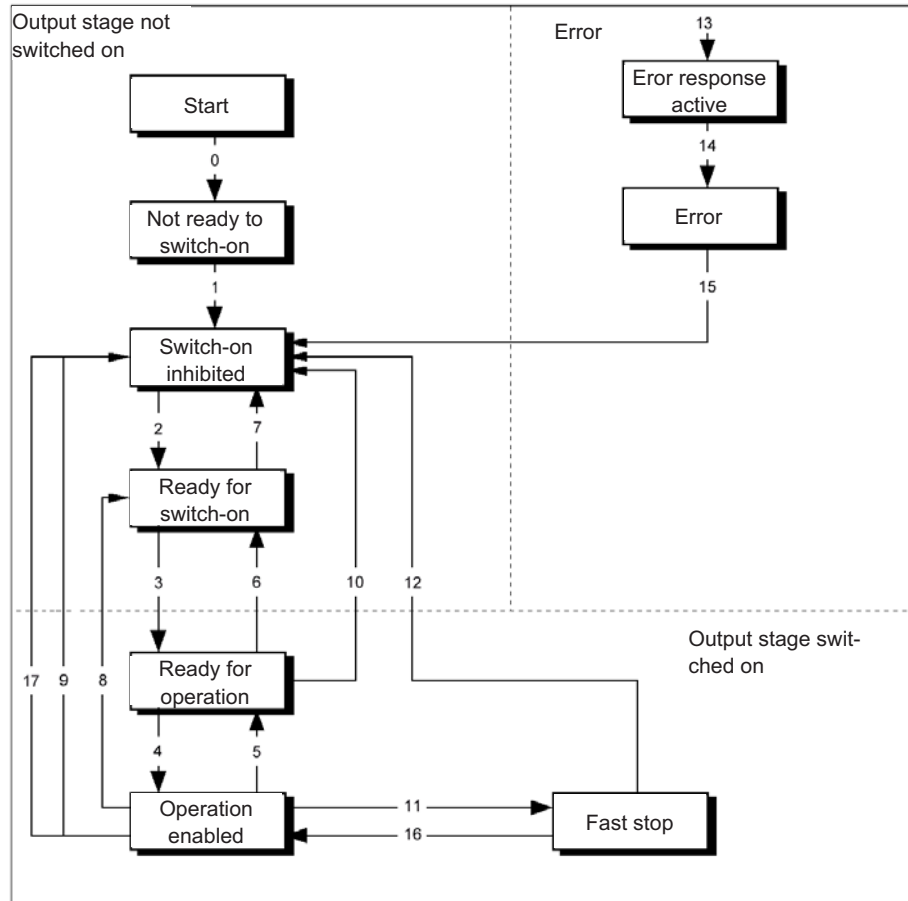 Output stage not
switched on
Error
13
Start
Eror response
active
0
14
Not ready to
switch-on
Error
1
15
Switch-on
inhibited
2
7
Ready for
switch-on
3
6
10
12
Output stage swit-
ched on
Ready for
operation
17
9
8
4
5
Operation
enabled
11
16
Fast stop